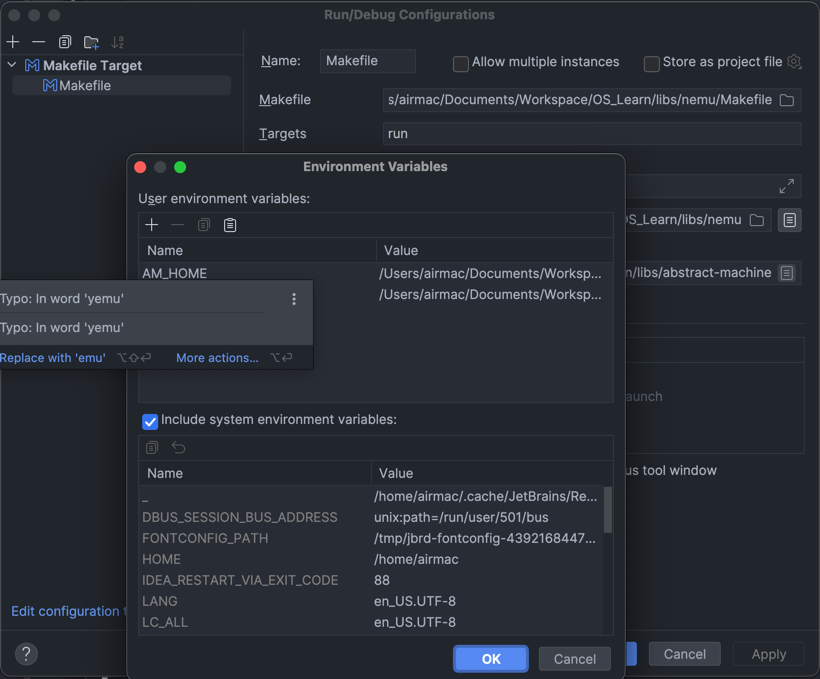 Run/Debug Configurations
Makefile Target
Makefile
Name:
Makefile
Allow multiple instances
Store as project file
Makefile
s/airmac/Documents/Workspace/OS_Learn/libs/nemu/Makefile
Targets
run
Environment Variables
User environment variables:
OS_Learn/libs/nemu
Name
Value
AM_HOME
/Users/airmac/Documents/Worksp...
n/libs/abstract-machine
/Users/airmac/Documents/Worksp...
Typo: In word 'yemu'
Typo: In word 'yemu'
Replace with 'emu'
⌥⇧⏎
More actions...
⌥⏎
aunch
Include system environment variables:
us tool window
Name
Value
_
/home/airmac/.cache/JetBrains/Re...
DBUS_SESSION_BUS_ADDRESS
unix:path=/run/user/501/bus
FONTCONFIG_PATH
/tmp/jbrd-fontconfig-4392168447...
HOME
/home/airmac
IDEA_RESTART_VIA_EXIT_CODE
88
LANG
en_US.UTF-8
LC_ALL
en_US.UTF-8
Edit configuration t
?
OK
Cancel
Cancel
Apply